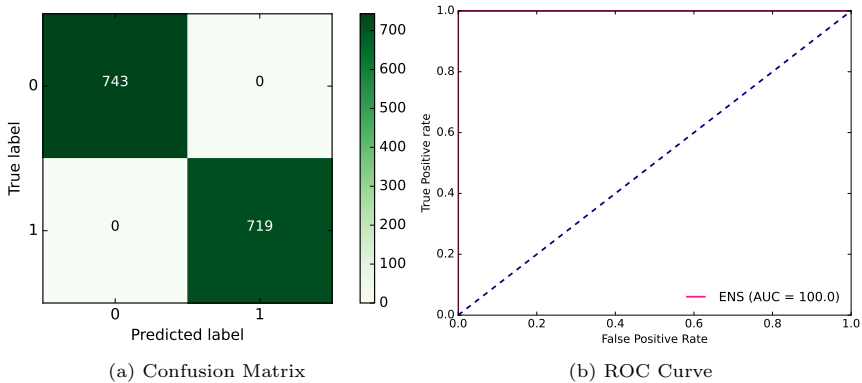 True label
0
1
743
0
0
719
0
1
Predicted label
700
600
500
400
300
200
100
0
(a) Confusion Matrix
True Positive rate
1.0
0.8
0.6
0.4
0.2
0.0
ENS (AUC = 100.0)
0.0 0.2 0.4 0.6 0.8 1.0
False Positive Rate
(b) ROC Curve